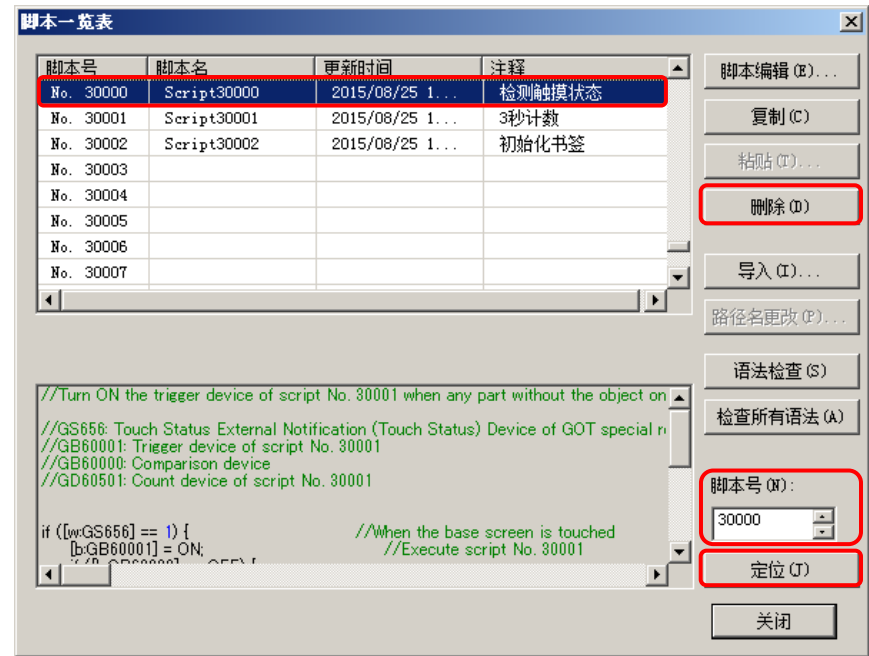 脚本一览表
脚本号 脚本名 更新时间 注释
No. 30000 Script30000 2015/08/25 1... 检测触摸状态
No. 30001 Script30001 2015/08/25 1... 3秒计数
No. 30002 Script30002 2015/08/25 1... 初始化书签
No. 30003
No. 30004
No. 30005
No. 30006
No. 30007
脚本编辑(E)...
复制(C)
粘贴(T)...
删除(D)
导入(I)...
路径名更改(P)...
语法检查(S)
检查所有语法(A)
脚本号(N):
30000
定位(J)
关闭
//Turn ON the trigger device of script No. 30001 when any part without the object on
//GS656: Touch Status External Notification (Touch Status) Device of GOT special r
//GB60001: Trigger device of script No. 30001
//GB60000: Comparison device
//GD60501: Count device of script No. 30001
if ([w:GS656] == 1) { //When the base screen is touched
[b:GB60001] = ON; //Execute script No. 30001